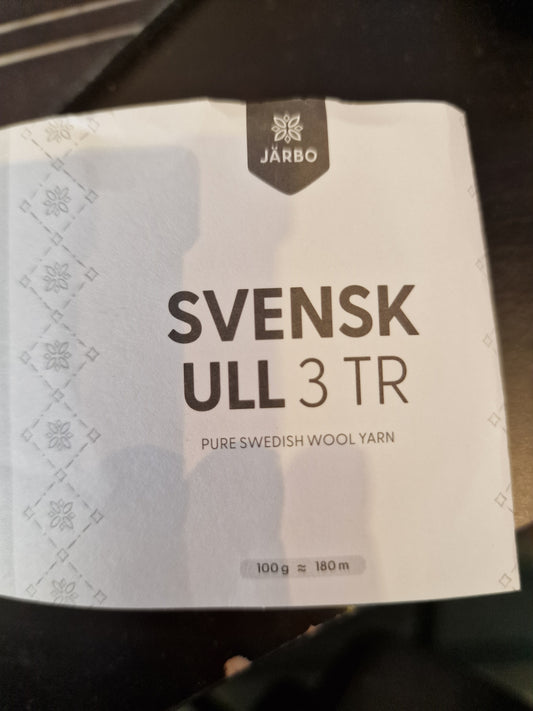 JÄRBO
SVENSK
ULL 3 TR
PURE SWEDISH WOOL YARN
100 g ≈ 180 m